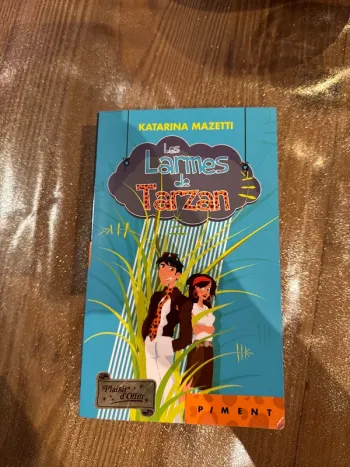 KATARINA MAZETTI
Les
Larmes
de
Tarzan
Plaisir
d'Offrir
PIMENT